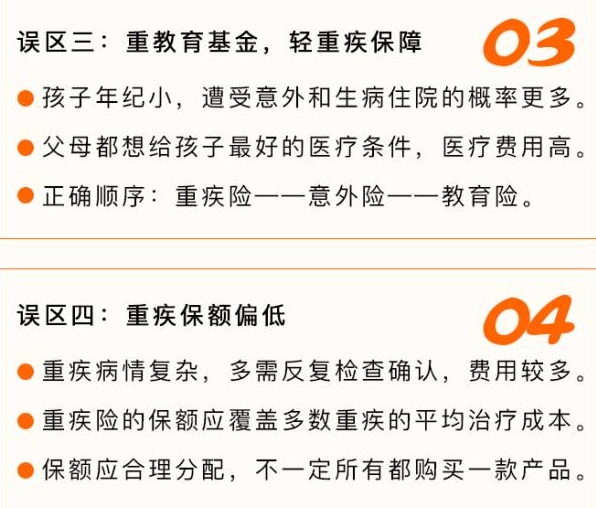 误区三：重教育基金，轻重疾保障
03
●孩子年纪小，遭受意外和生病住院的概率更多。
●父母都想给孩子最好的医疗条件，医疗费用高。
●正确顺序：重疾险——意外险——教育险。
误区四：重疾保额偏低
04
●重疾病情复杂，多需反复检查确认，费用较多。
●重疾险的保额应覆盖多数重疾的平均治疗成本。
●保额应合理分配，不一定所有都购买一款产品。